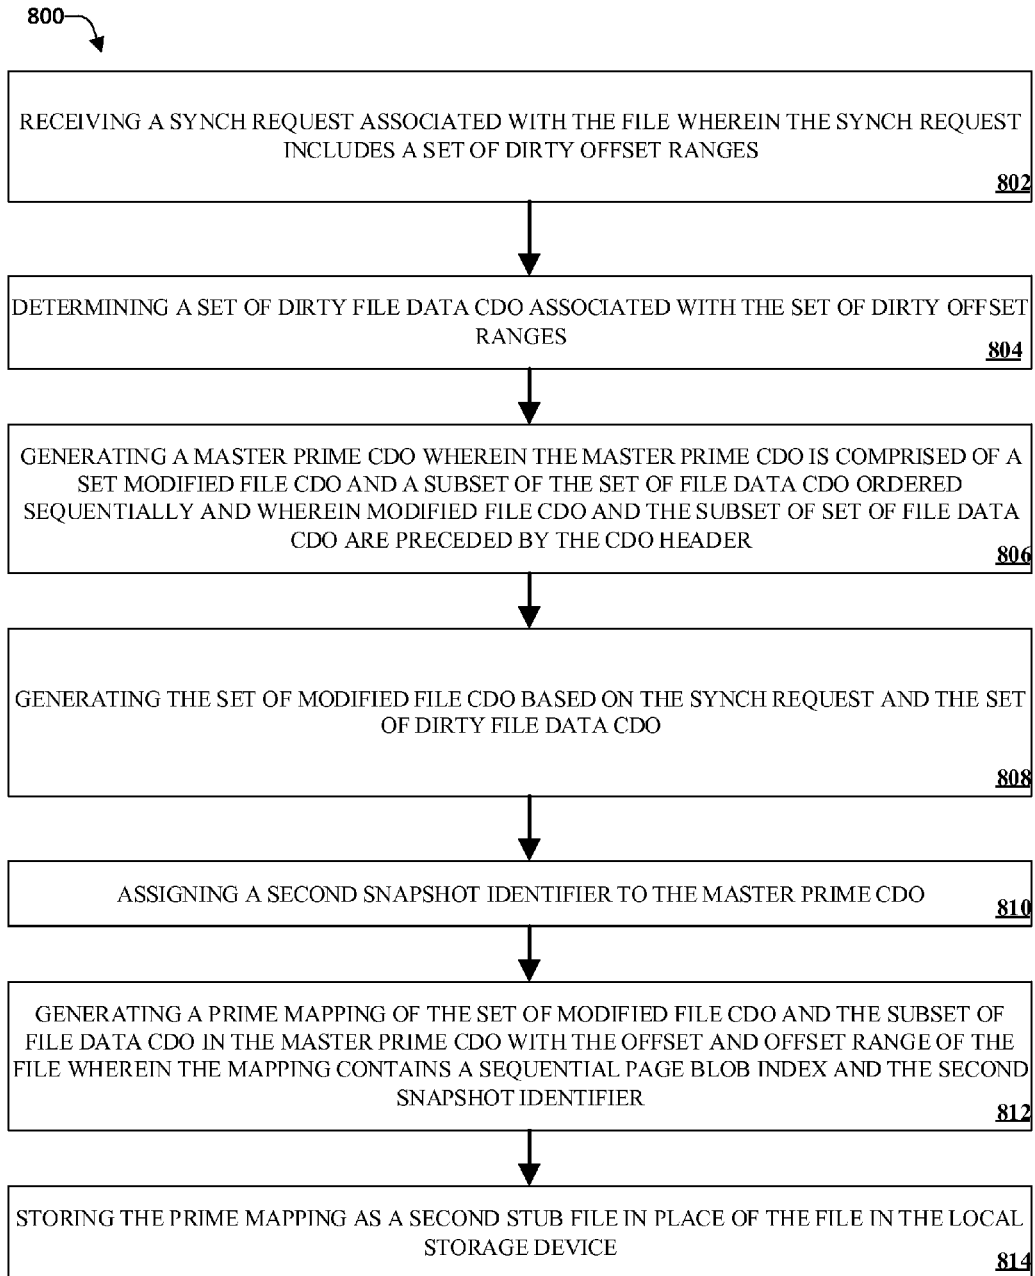 800
RECEIVING A SYNCH REQUEST ASSOCIATED WITH THE FILE WHEREIN THE SYNCH REQUEST
INCLUDES A SET OF DIRTY OFFSET RANGES
802
DETERMINING A SET OF DIRTY FILE DATA CDO ASSOCIATED WITH THE SET OF DIRTY OFFSET
RANGES
804
GENERATING A MASTER PRIME CDO WHEREIN THE MASTER PRIME CDO IS COMPRISED OF A
SET MODIFIED FILE CDO AND A SUBSET OF THE SET OF FILE DATA CDO ORDERED
SEQUENTIALLY AND WHEREIN MODIFIED FILE CDO AND THE SUBSET OF SET OF FILE DATA
CDO ARE PRECEDED BY THE CDO HEADER
806
GENERATING THE SET OF MODIFIED FILE CDO BASED ON THE SYNCH REQUEST AND THE SET
OF DIRTY FILE DATA CDO
808
ASSIGNING A SECOND SNAPSHOT IDENTIFIER TO THE MASTER PRIME CDO
810
GENERATING A PRIME MAPPING OF THE SET OF MODIFIED FILE CDO AND THE SUBSET OF
FILE DATA CDO IN THE MASTER PRIME CDO WITH THE OFFSET AND OFFSET RANGE OF THE
FILE WHEREIN THE MAPPING CONTAINS A SEQUENTIAL PAGE BLOB INDEX AND THE SECOND
SNAPSHOT IDENTIFIER
812
STORING THE PRIME MAPPING AS A SECOND STUB FILE IN PLACE OF THE FILE IN THE LOCAL
STORAGE DEVICE
814